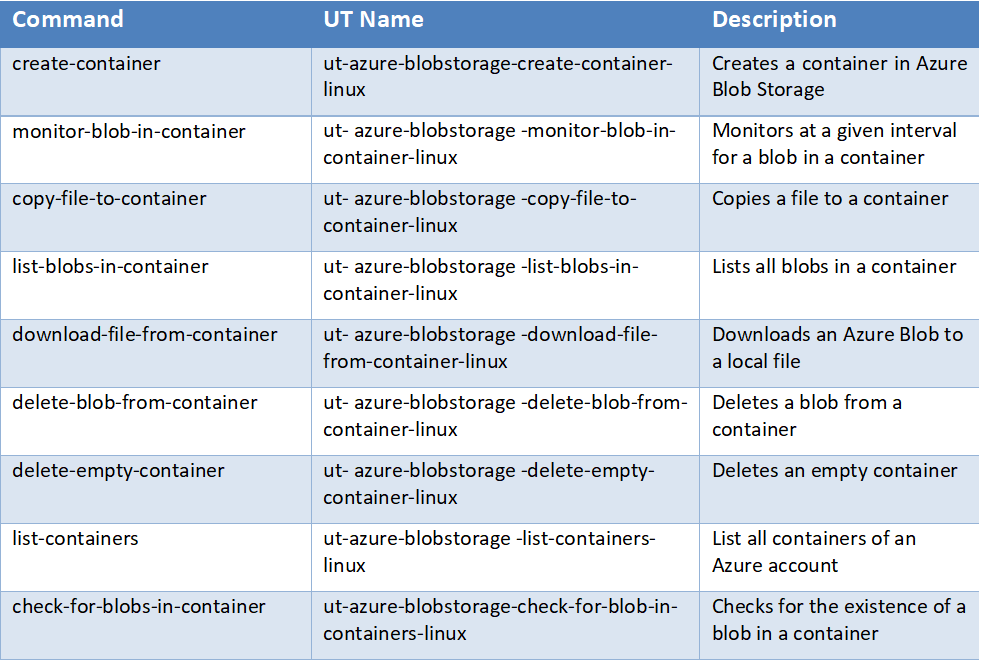 Command UT Name Description
create-container ut-azure-blobstorage-create-container- Creates a container in Azure
linux Blob Storage
monitor-blob-in-container ut- azure-blobstorage -monitor-blob-in- Monitors at a given interval
container-linux for a blob in a container
copy-file-to-container ut- azure-blobstorage -copy-file-to- Copies a file to a container
container-linux
list-blobs-in-container ut- azure-blobstorage -list-blobs-in- Lists all blobs in a container
container-linux
download-file-from-container ut- azure-blobstorage -download-file- Downloads an Azure Blob to
from-container-linux a local file
delete-blob-from-container ut- azure-blobstorage -delete-blob-from- Deletes a blob from a
container-linux container
delete-empty-container ut- azure-blobstorage -delete-empty- Deletes an empty container
container-linux
list-containers ut-azure-blobstorage -list-containers- List all containers of an
linux Azure account
check-for-blobs-in-container ut-azure-blobstorage-check-for-blob-in- Checks for the existence of a
containers-linux blob in a container